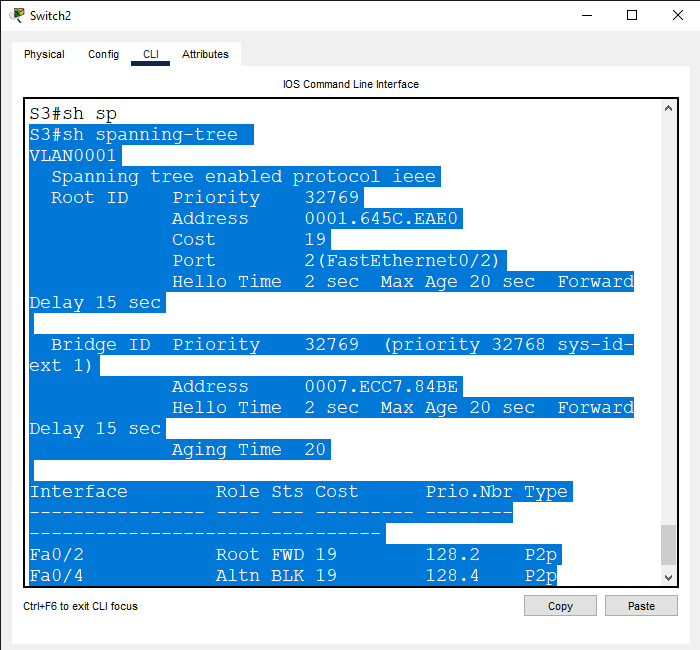 Switch2
Physical Config CLI Attributes
IOS Command Line Interface
S3#sh sp
S3#sh spanning-tree
VLAN0001
  Spanning tree enabled protocol ieee
  Root ID    Priority    32769
             Address     0001.645C.EAE0
             Cost        19
             Port        2(FastEthernet0/2)
             Hello Time  2 sec  Max Age 20 sec  Forward
Delay 15 sec

  Bridge ID  Priority    32769  (priority 32768 sys-id-
ext 1)
             Address     0007.ECC7.84BE
             Hello Time  2 sec  Max Age 20 sec  Forward
Delay 15 sec
             Aging Time  20

Interface        Role Sts Cost      Prio.Nbr Type
---------------- ---- --- --------- --------
--------------------------------
Fa0/2            Root FWD 19        128.2    P2p
Fa0/4            Altn BLK 19        128.4    P2p
Ctrl+F6 to exit CLI focus
Copy Paste